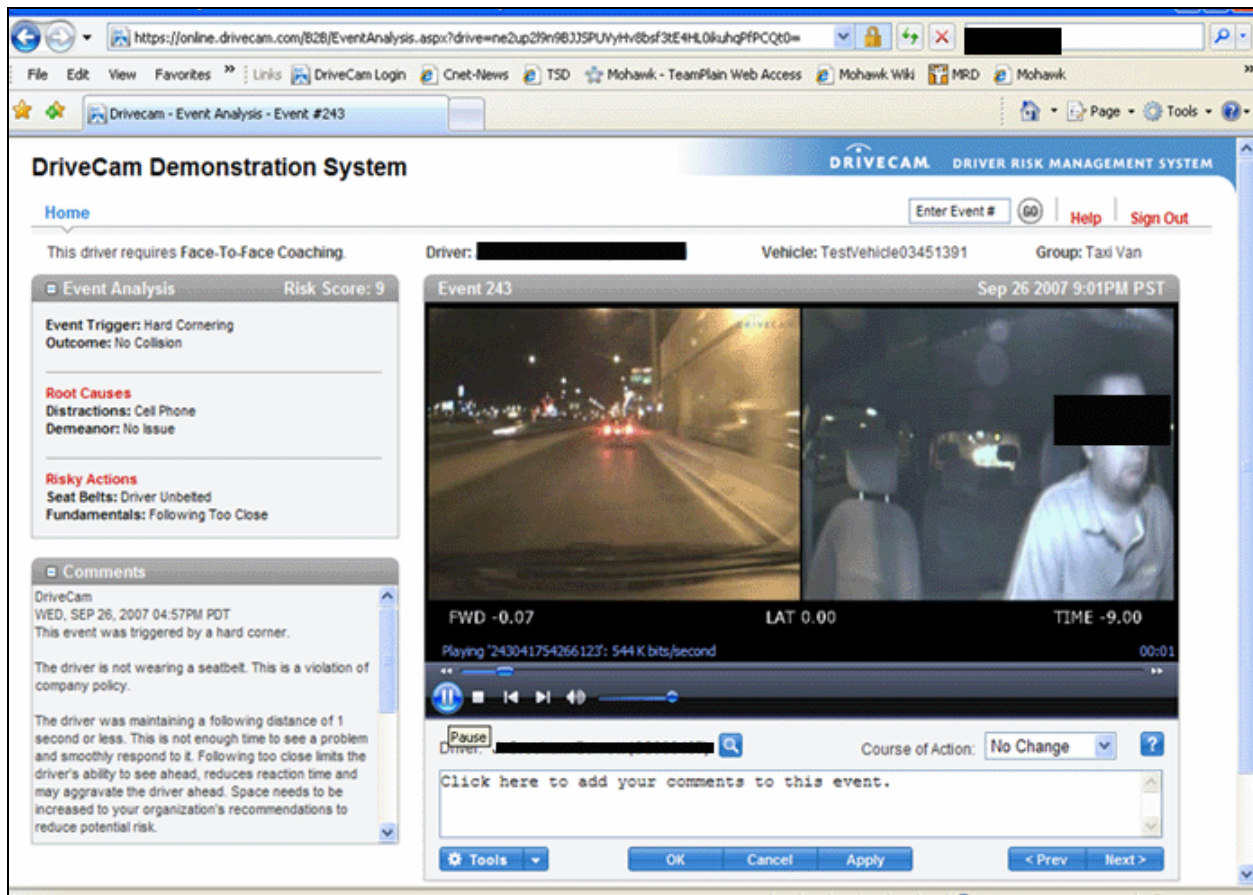 https://online.drivecam.com/B2B/EventAnalysis.aspx?drive=
File Edit View Favorites » Links DriveCam Login Cnet-News TSD Mohawk - TeamPlain Web Access Mohawk Wiki MRD Mohawk »
Drivecam - Event Analysis - Event #243 Page Tools
DriveCam Demonstration System
DRIVECAM DRIVER RISK MANAGEMENT SYSTEM
Home
Enter Event # GO Help Sign Out
This driver requires Face-To-Face Coaching. Driver: Vehicle: TestVehicle03451391 Group: Taxi Van
Event Analysis Risk Score: 9
Event Trigger: Hard Cornering
Outcome: No Collision
Root Causes
Distractions: Cell Phone
Demeanor: No Issue
Risky Actions
Seat Belts: Driver Unbelted
Fundamentals: Following Too Close
Comments
DriveCam
WED, SEP 26, 2007 04:57PM PDT
This event was triggered by a hard corner.
The driver is not wearing a seatbelt. This is a violation of
company policy.
The driver was maintaining a following distance of 1
second or less. This is not enough time to see a problem
and smoothly respond to it. Following too close limits the
driver's ability to see ahead, reduces reaction time and
may aggravate the driver ahead. Space needs to be
increased to your organization's recommendations to
reduce potential risk.
Event 243 Sep 26 2007 9:01PM PST
DRIVECAM
FWD -0.07 LAT 0.00 TIME -9.00
Playing '243041754266123': 544 K bits/second 00:01
Pause
Driver: Course of Action: No Change ?
Click here to add your comments to this event.
Tools OK Cancel Apply < Prev Next >